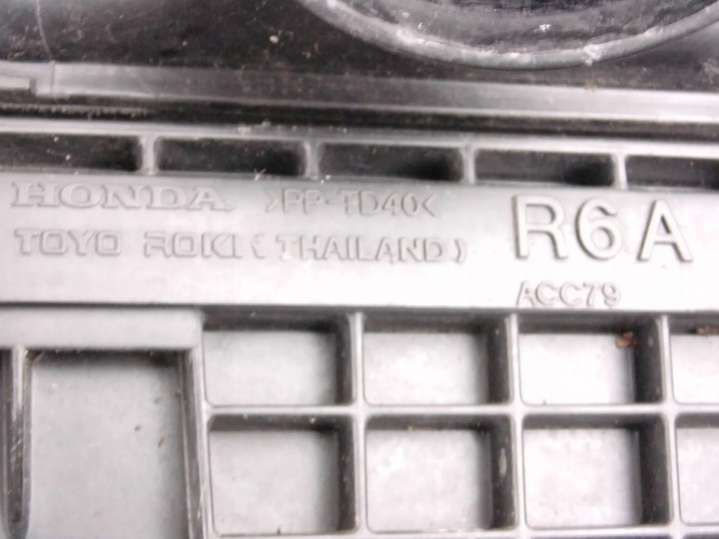 HONDA >PP-TD40<
TOYO ROKI (THAILAND)
R6A
ACC79